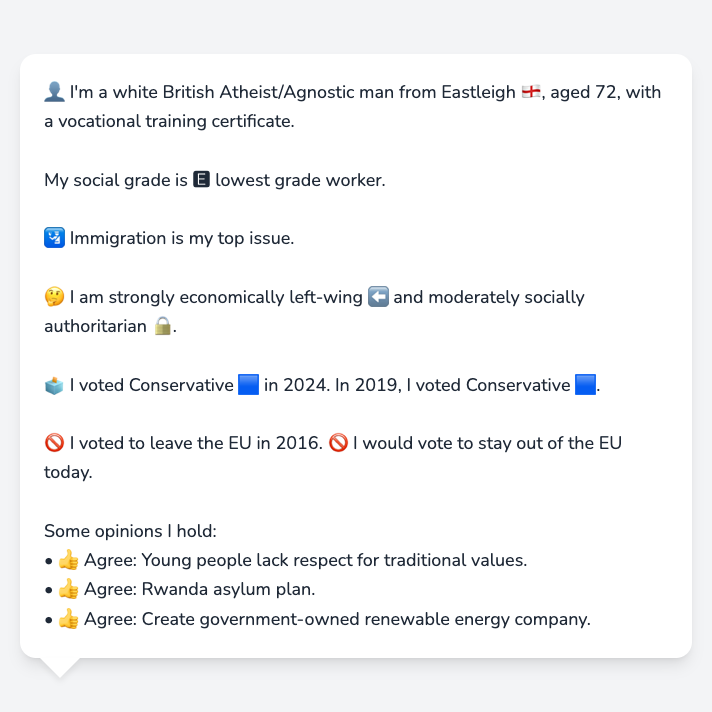 👤 I'm a white British Atheist/Agnostic man from Eastleigh 🏴󠁧󠁢󠁥󠁮󠁧󠁿, aged 72, with
a vocational training certificate.
My social grade is 🅴 lowest grade worker.
🛂 Immigration is my top issue.
🤔 I am strongly economically left-wing ⬅️ and moderately socially
authoritarian 🔒.
🗳️ I voted Conservative 🟦 in 2024. In 2019, I voted Conservative 🟦.
🚫 I voted to leave the EU in 2016. 🚫 I would vote to stay out of the EU
today.
Some opinions I hold:
• 👍 Agree: Young people lack respect for traditional values.
• 👍 Agree: Rwanda asylum plan.
• 👍 Agree: Create government-owned renewable energy company.